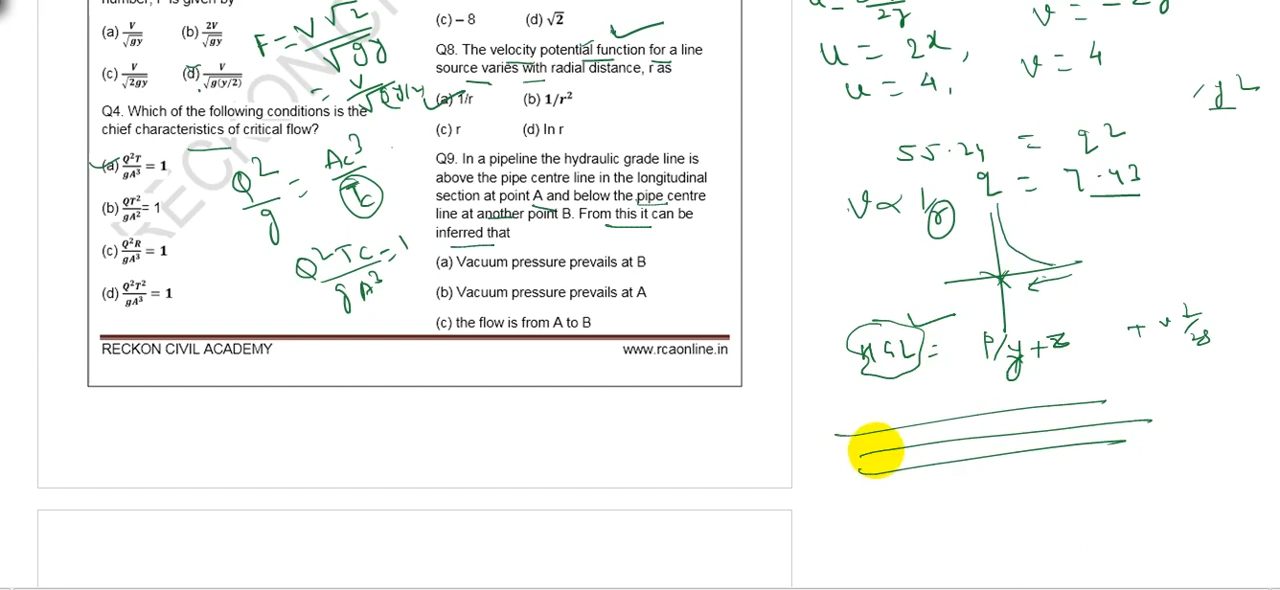 number, F is given by
(a) V/√gy (b) 2V/√gy
(c) V/√2gy (d) V/√g(y/2)
Q4. Which of the following conditions is the
chief characteristics of critical flow?
(a) Q²T/gA³ = 1
(b) QT²/gA² = 1
(c) Q²R/gA³ = 1
(d) Q²T²/gA³ = 1
F = V√2/√gy
Q²/g = Ac³/Tc
Q²Tc/gA³ = 1
(c) – 8 (d) √2
Q8. The velocity potential function for a line
source varies with radial distance, r as
(a) 1/r (b) 1/r²
(c) r (d) ln r
Q9. In a pipeline the hydraulic grade line is
above the pipe centre line in the longitudinal
section at point A and below the pipe centre
line at another point B. From this it can be
inferred that
(a) Vacuum pressure prevails at B
(b) Vacuum pressure prevails at A
(c) the flow is from A to B
RECKON CIVIL ACADEMY www.rcaonline.in
u = 2x,
u = 4, v = 4
55.24 = q²
q = 7.43
V ∝ 1/r
HGL = P/y + z + v²/2g